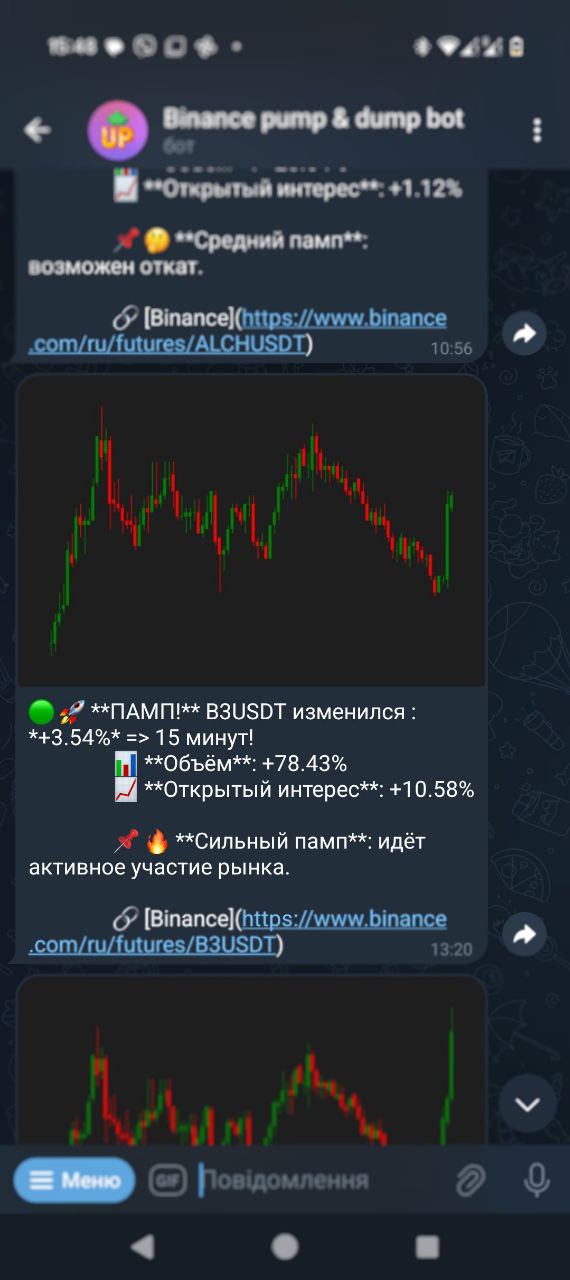 15:48
Binance pump & dump bot
бот
**Открытый интерес**: +1.12%
**Средний памп**:
возможен откат.
[Binance](https://www.binance
.com/ru/futures/ALCHUSDT)
10:56
**ПАМП!** B3USDT изменился :
*+3.54%* => 15 минут!
**Объём**: +78.43%
**Открытый интерес**: +10.58%
**Сильный памп**: идёт
активное участие рынка.
[Binance](https://www.binance
.com/ru/futures/B3USDT)
13:20
Меню
GIF
Повідомлення